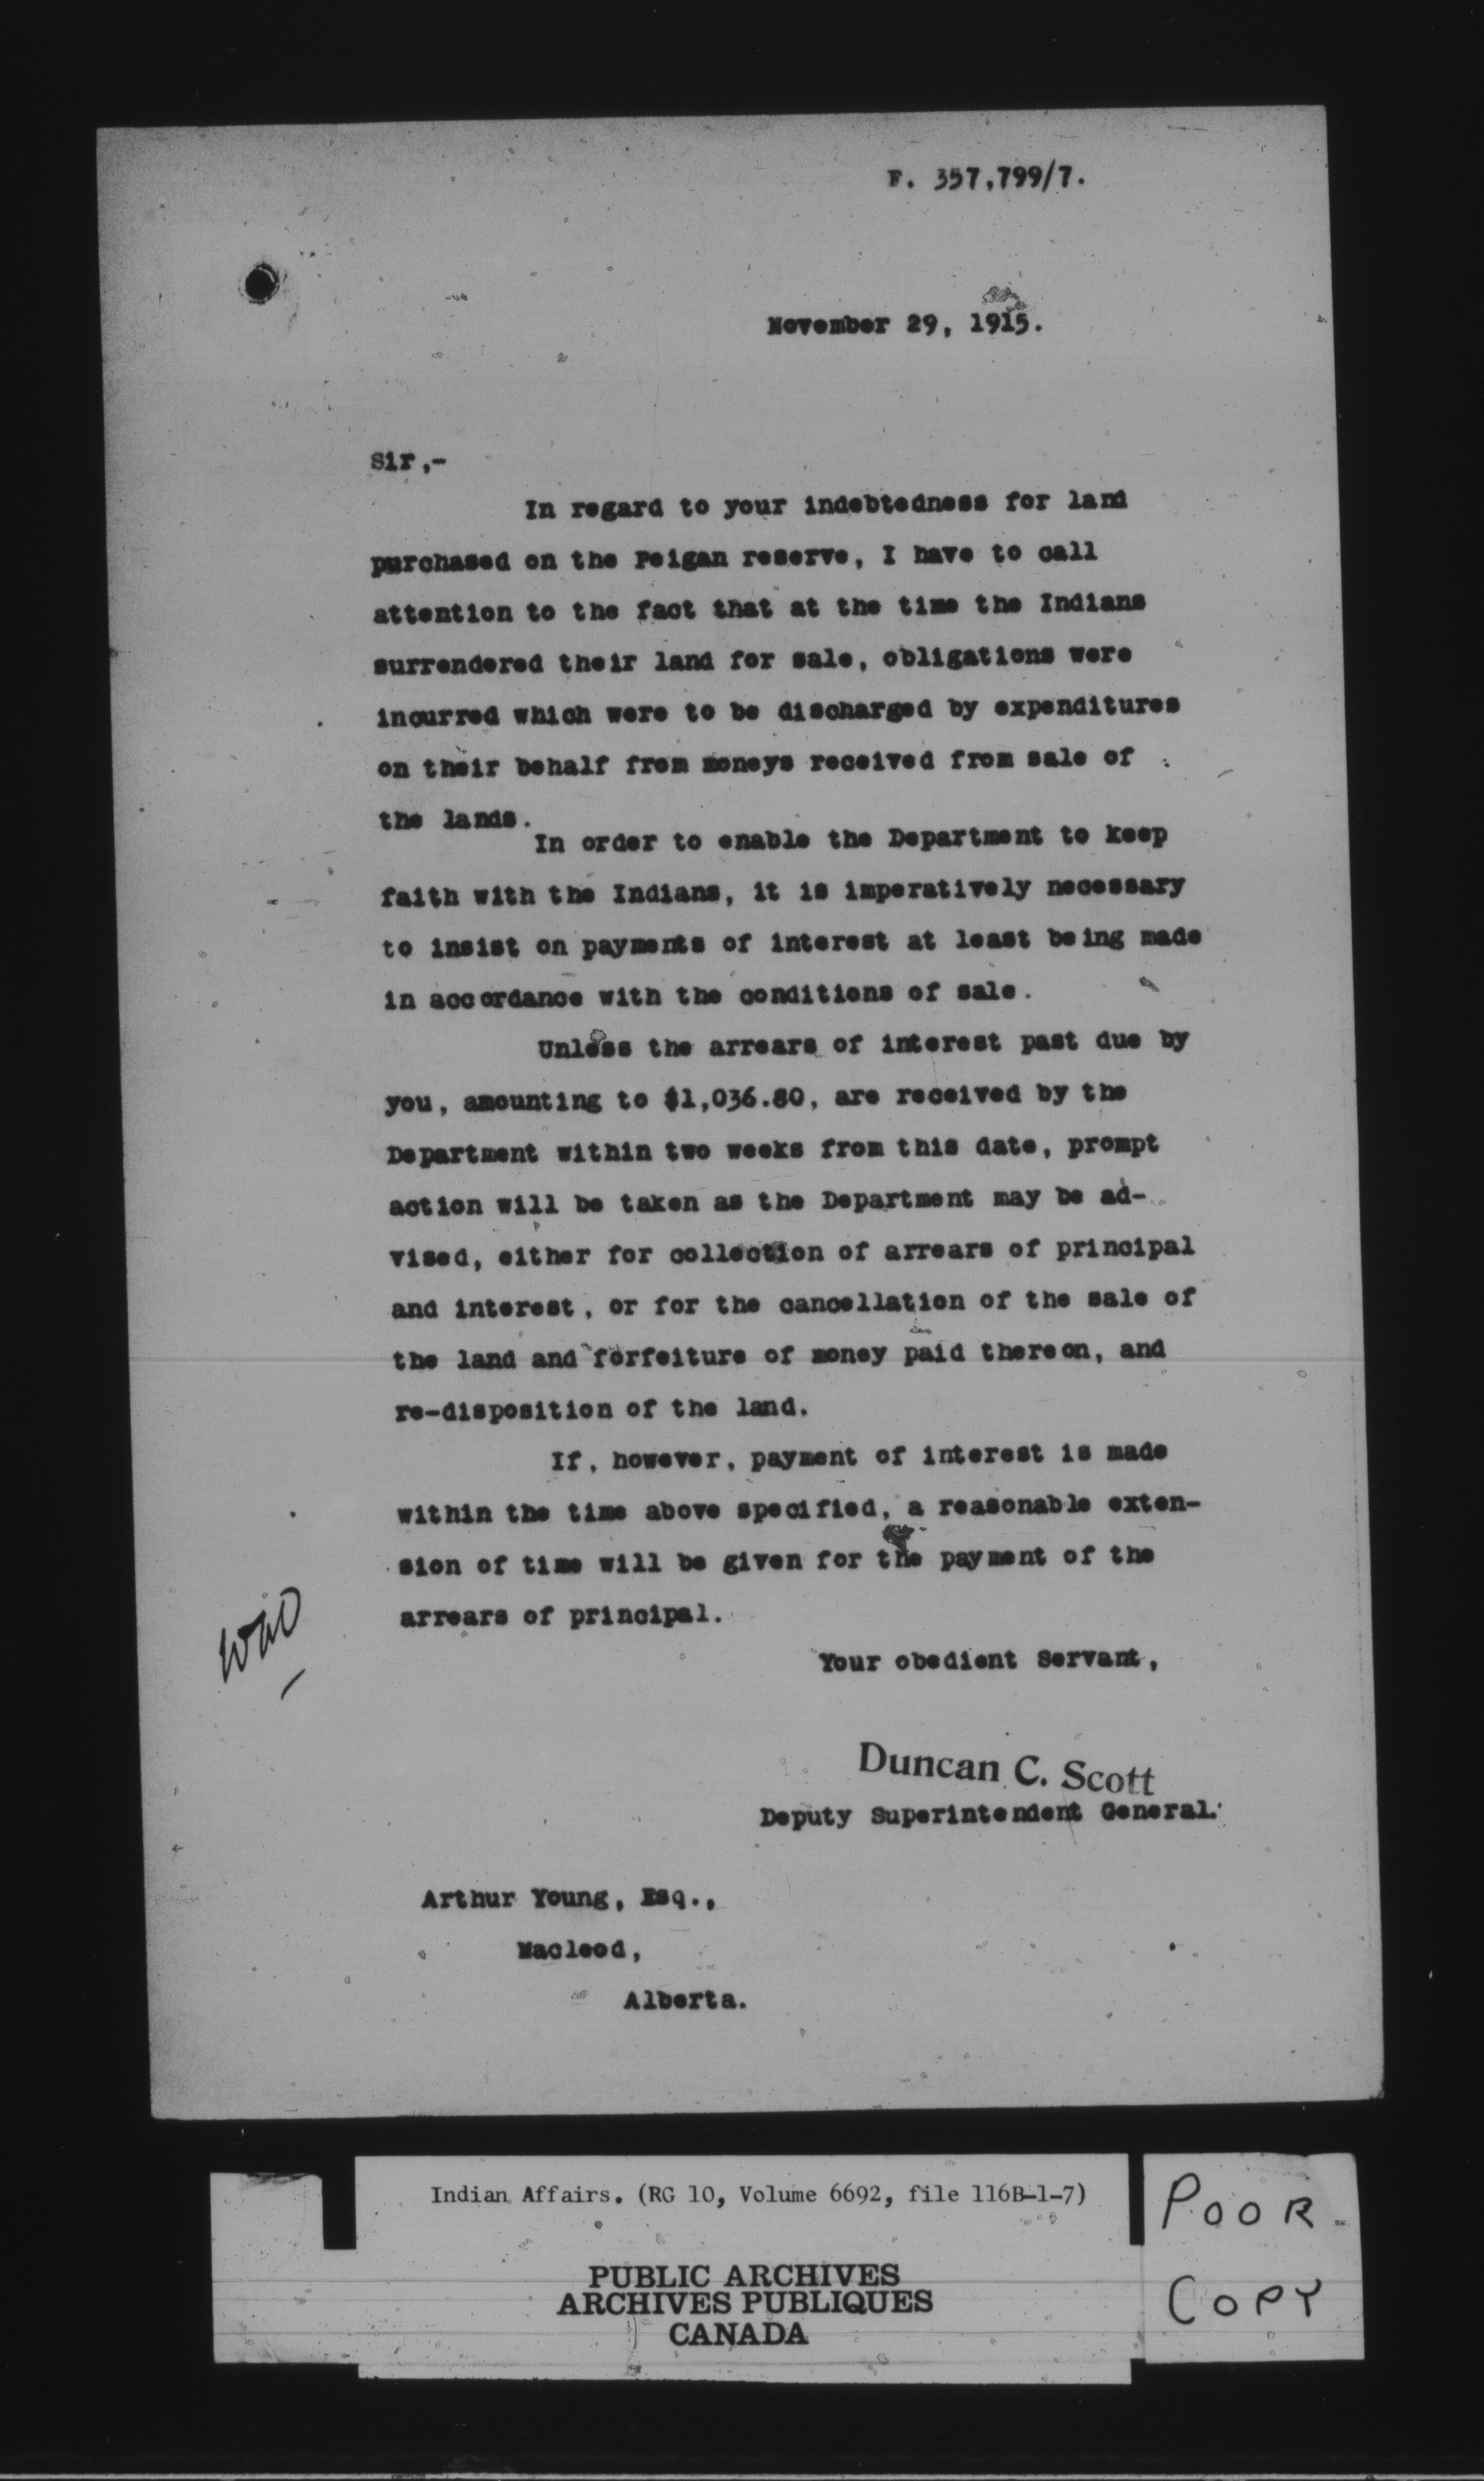 F. 357,799/7.
November 29, 1915.
Sir,-
In regard to your indebtedness for land
purchased on the Peigan reserve, I have to call
attention to the fact that at the time the Indians
surrendered their land for sale, obligations were
incurred which were to be discharged by expenditures
on their behalf from moneys received from sale of
the lands.
In order to enable the Department to keep
faith with the Indians, it is imperatively necessary
to insist on payments of interest at least being made
in accordance with the conditions of sale.
Unless the arrears of interest past due by
you, amounting to $1,036.80, are received by the
Department within two weeks from this date, prompt
action will be taken as the Department may be ad-
vised, either for collection of arrears of principal
and interest, or for the cancellation of the sale of
the land and forfeiture of money paid thereon, and
re-disposition of the land.
If, however, payment of interest is made
within the time above specified, a reasonable exten-
sion of time will be given for the payment of the
arrears of principal.
Your obedient Servant,
Duncan C. Scott
Deputy Superintendent General.
Arthur Young, Esq.,
Macleod,
Alberta.
Indian Affairs. (RG 10, Volume 6692, file 116B-1-7)
PUBLIC ARCHIVES
ARCHIVES PUBLIQUES
CANADA
POOR
COPY